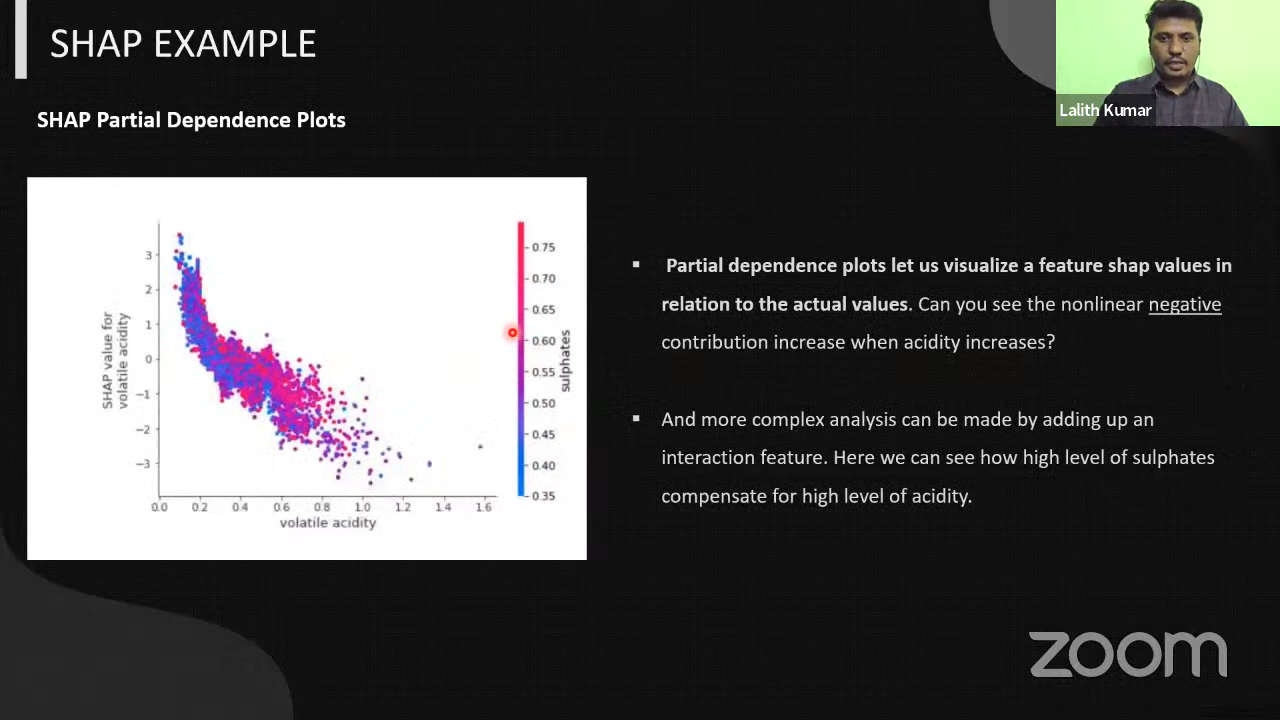 SHAP EXAMPLE
Lalith Kumar
SHAP Partial Dependence Plots
3
2
1
0
−1
−2
−3
SHAP value for
volatile acidity
0.0 0.2 0.4 0.6 0.8 1.0 1.2 1.4 1.6
volatile acidity
0.75
0.70
0.65
0.60
0.55
0.50
0.45
0.40
0.35
sulphates
▪ Partial dependence plots let us visualize a feature shap values in
relation to the actual values. Can you see the nonlinear negative
contribution increase when acidity increases?
▪ And more complex analysis can be made by adding up an
interaction feature. Here we can see how high level of sulphates
compensate for high level of acidity.
zoom